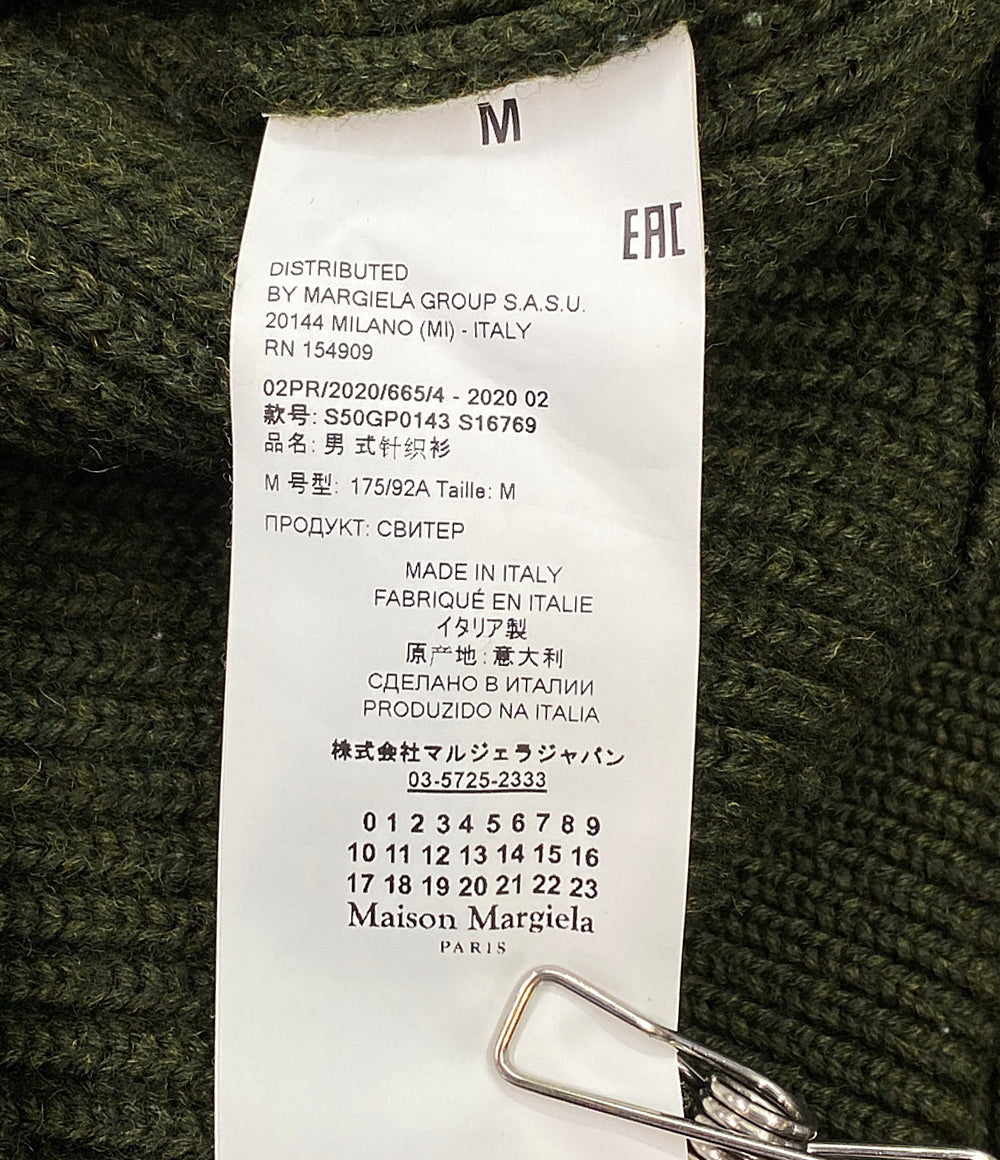 M
EAC
DISTRIBUTED
BY MARGIELA GROUP S.A.S.U.
20144 MILANO (MI) - ITALY
RN 154909
02PR/2020/665/4 - 2020 02
款号: S50GP0143 S16769
品名: 男 式针织衫
M 号型: 175/92A Taille: M
ПРОДУКТ: СВИТЕР
MADE IN ITALY
FABRIQUÉ EN ITALIE
イタリア製
原产地:意大利
СДЕЛАНО В ИТАЛИИ
PRODUZIDO NA ITALIA
株式会社マルジェラジャパン
03-5725-2333
0 1 2 3 4 5 6 7 8 9
10 11 12 13 14 15 16
17 18 19 20 21 22 23
Maison Margiela
PARIS